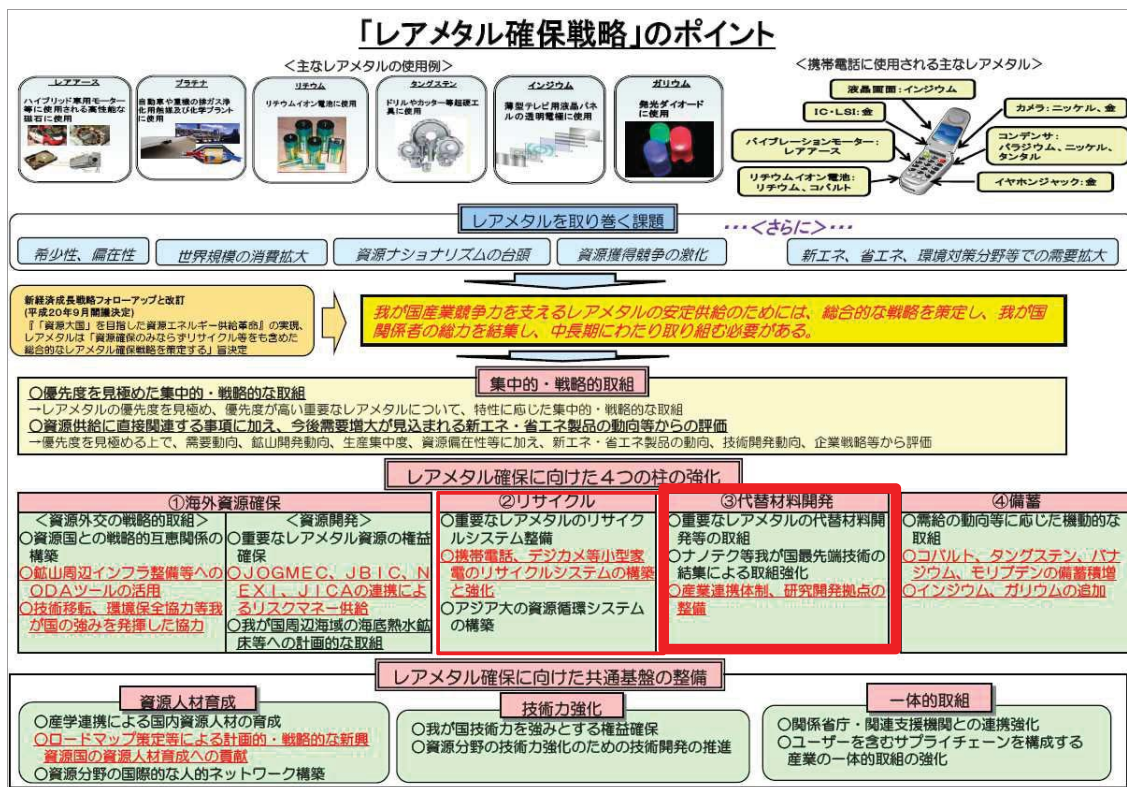 「レアメタル確保戦略」のポイント
＜主なレアメタルの使用例＞
レアアース
ハイブリッド車用モーター
等に使用される高性能な
磁石に使用
プラチナ
自動車や重機の排ガス浄
化用触媒及び化学プラント
に使用
リチウム
リチウムイオン電池に使用
タングステン
ドリルやカッター等超硬工
具に使用
インジウム
薄型テレビ用液晶パネ
ルの透明電極に使用
ガリウム
発光ダイオード
に使用
＜携帯電話に使用される主なレアメタル＞
液晶画面：インジウム
IC・LSI：金
バイブレーションモーター：
レアアース
リチウムイオン電池：
リチウム、コバルト
カメラ：ニッケル、金
コンデンサ：
パラジウム、ニッケル、
タンタル
イヤホンジャック：金
レアメタルを取り巻く課題
･･･＜さらに＞･･･
希少性、偏在性
世界規模の消費拡大
資源ナショナリズムの台頭
資源獲得競争の激化
新エネ、省エネ、環境対策分野等での需要拡大
新経済成長戦略フォローアップと改訂
(平成20年9月閣議決定)
『「資源大国」を目指した資源エネルギー供給革命』の実現、
レアメタルは「資源確保のみならずリサイクル等をも含めた
総合的なレアメタル確保戦略を策定する」旨決定
我が国産業競争力を支えるレアメタルの安定供給のためには、総合的な戦略を策定し、我が国
関係者の総力を結集し、中長期にわたり取り組む必要がある。
集中的・戦略的取組
○優先度を見極めた集中的・戦略的な取組
→レアメタルの優先度を見極め、優先度が高い重要なレアメタルについて、特性に応じた集中的・戦略的な取組
○資源供給に直接関連する事項に加え、今後需要増大が見込まれる新エネ・省エネ製品の動向等からの評価
→優先度を見極める上で、需要動向、鉱山開発動向、生産集中度、資源偏在性等に加え、新エネ・省エネ製品の動向、技術開発動向、企業戦略等から評価
レアメタル確保に向けた４つの柱の強化
①海外資源確保
＜資源外交の戦略的取組＞
○資源国との戦略的互恵関係の
構築
○鉱山周辺インフラ整備等への
ODAツールの活用
○技術移転、環境保全協力等我
が国の強みを発揮した協力
＜資源開発＞
○重要なレアメタル資源の権益
確保
○ＪＯＧＭＥＣ、ＪＢＩＣ、Ｎ
ＥＸＩ、ＪＩＣＡの連携によ
るリスクマネー供給
○我が国周辺海域の海底熱水鉱
床等への計画的な取組
②リサイクル
○重要なレアメタルのリサイク
ルシステム整備
○携帯電話、デジカメ等小型家
電のリサイクルシステムの構築
と強化
○アジア大の資源循環システム
の構築
③代替材料開発
○重要なレアメタルの代替材料開
発等の取組
○ナノテク等我が国最先端技術の
結集による取組強化
○産業連携体制、研究開発拠点の
整備
④備蓄
○需給の動向等に応じた機動的な
取組
○コバルト、タングステン、バナ
ジウム、モリブデンの備蓄積増
○インジウム、ガリウムの追加
レアメタル確保に向けた共通基盤の整備
資源人材育成
○産学連携による国内資源人材の育成
○ロードマップ策定等による計画的・戦略的な新興
資源国の資源人材育成への貢献
○資源分野の国際的な人的ネットワーク構築
技術力強化
○我が国技術力を強みとする権益確保
○資源分野の技術力強化のための技術開発の推進
一体的取組
○関係省庁・関連支援機関との連携強化
○ユーザーを含むサプライチェーンを構成する
産業の一体的取組の強化